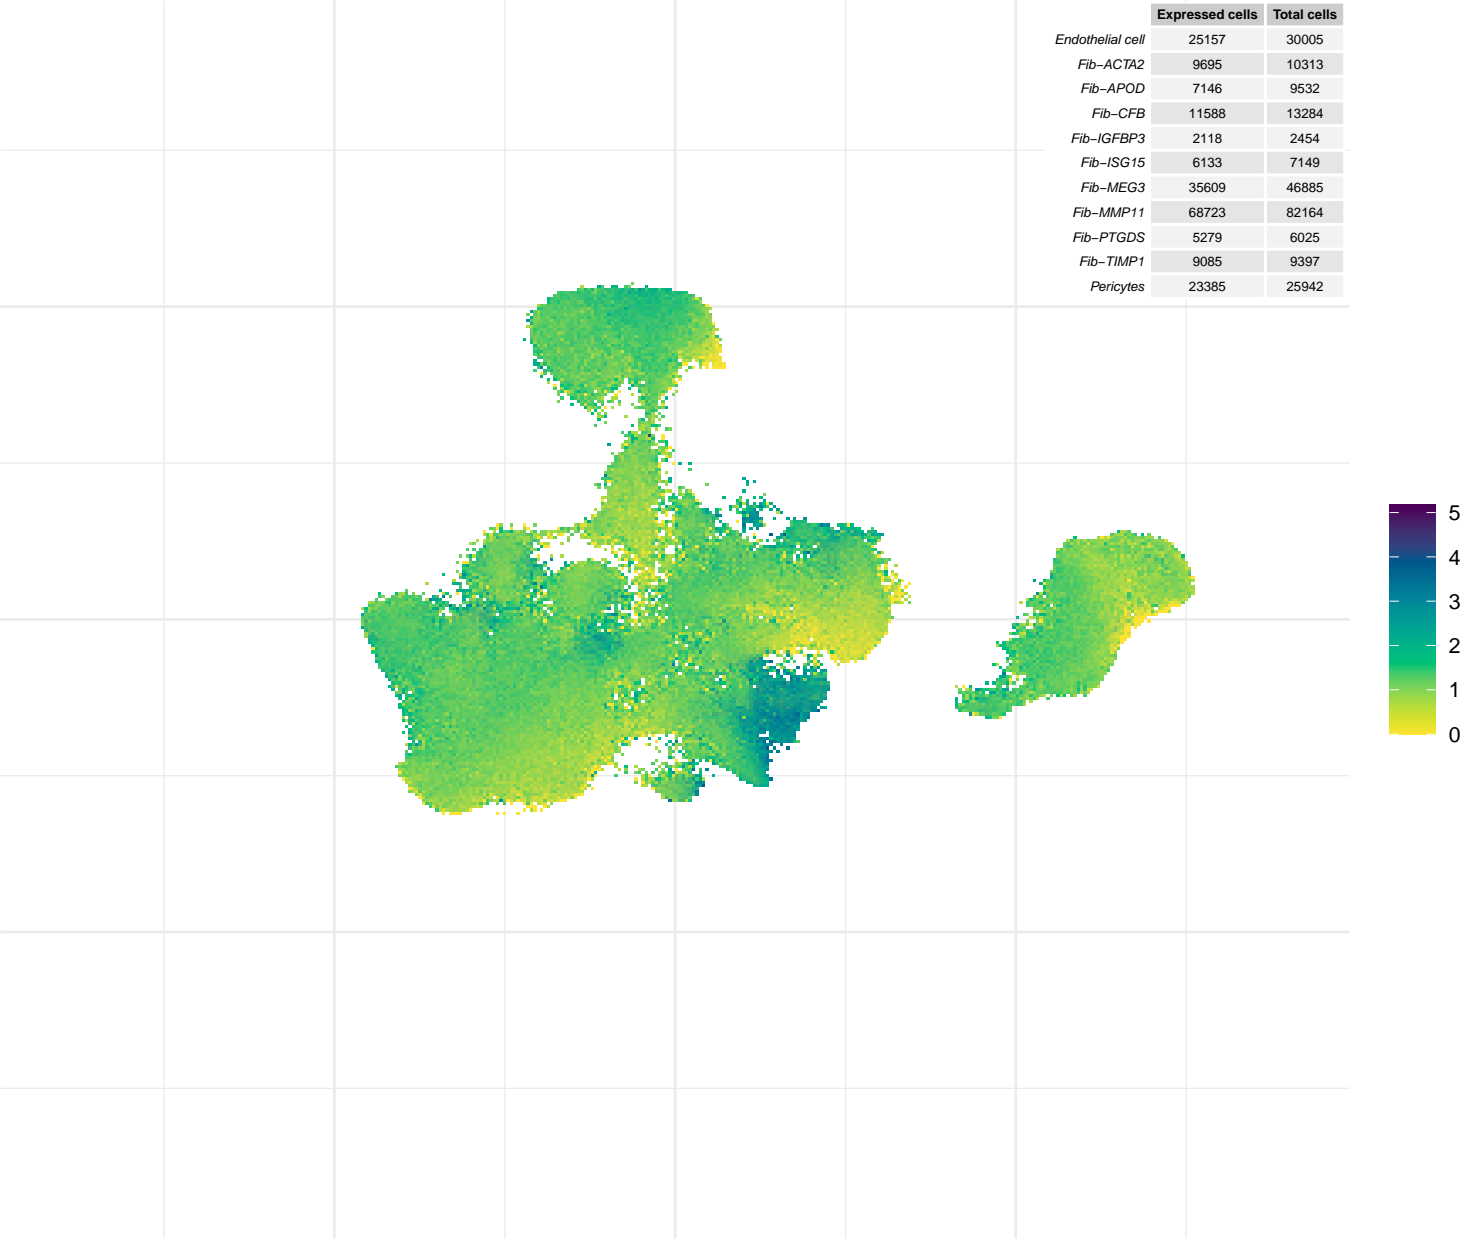 Expressed cells Total cells
Endothelial cell 25157 30005
Fib−ACTA2 9695 10313
Fib−APOD 7146 9532
Fib−CFB 11588 13284
Fib−IGFBP3 2118 2454
Fib−ISG15 6133 7149
Fib−MEG3 35609 46885
Fib−MMP11 68723 82164
Fib−PTGDS 5279 6025
Fib−TIMP1 9085 9397
Pericytes 23385 25942
5
4
3
2
1
0